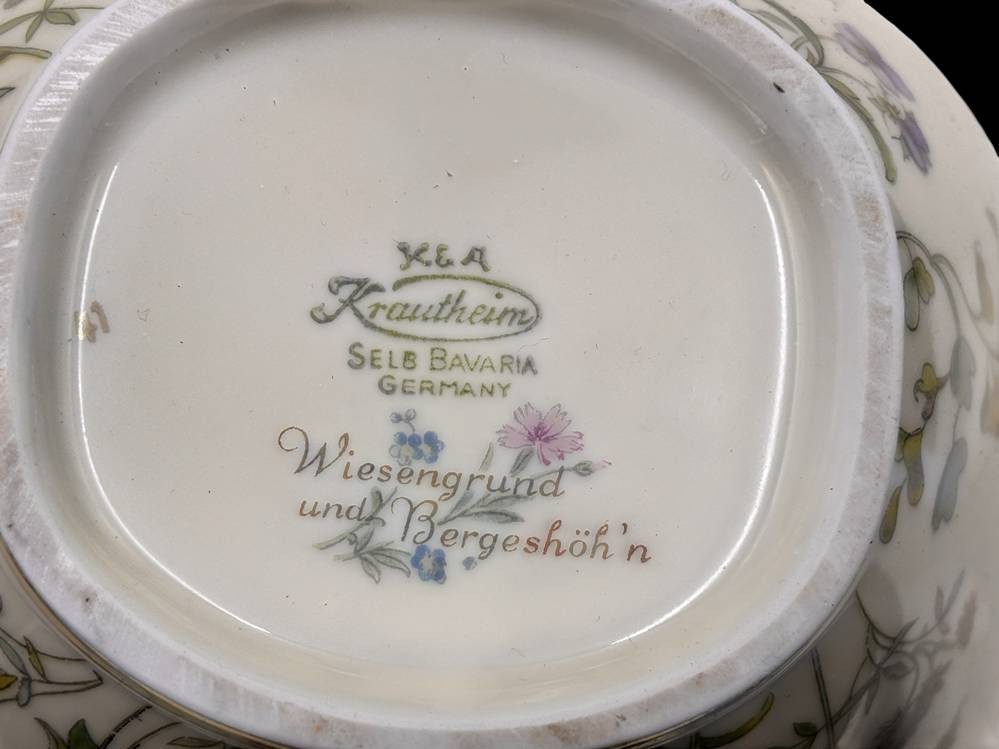 K & A
Krautheim
SELB BAVARIA
GERMANY
Wiesengrund
und Bergeshöh'n